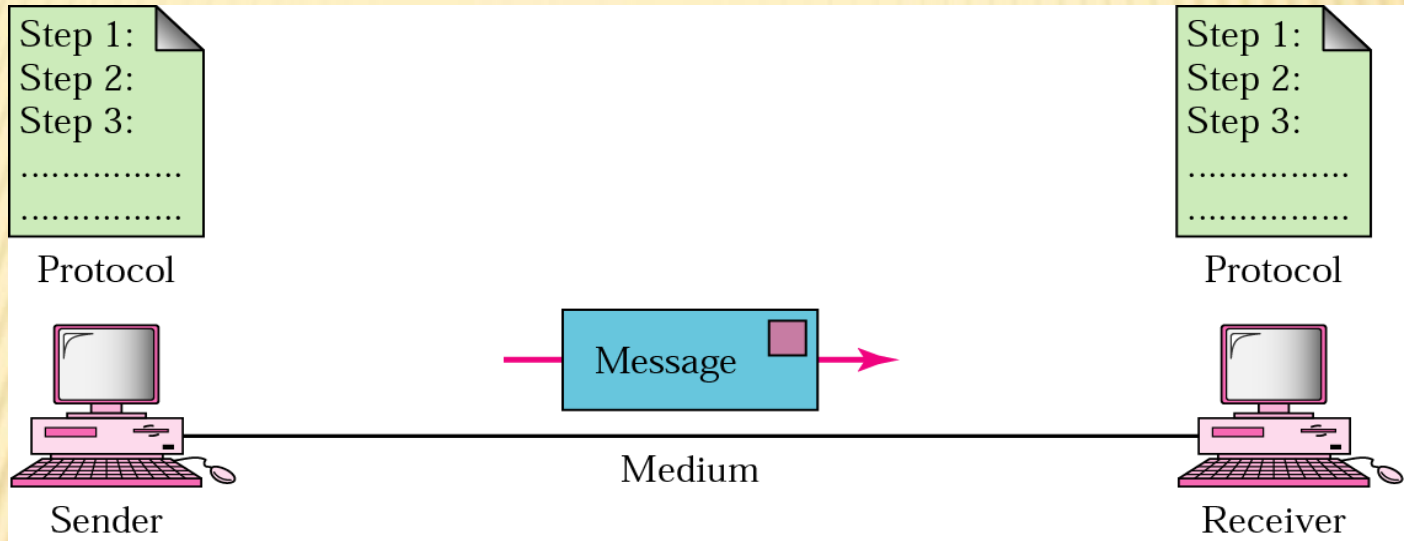 Step 1:
Step 2:
Step 3:
................
................
Protocol
Step 1:
Step 2:
Step 3:
................
................
Protocol
Message
Medium
Sender
Receiver